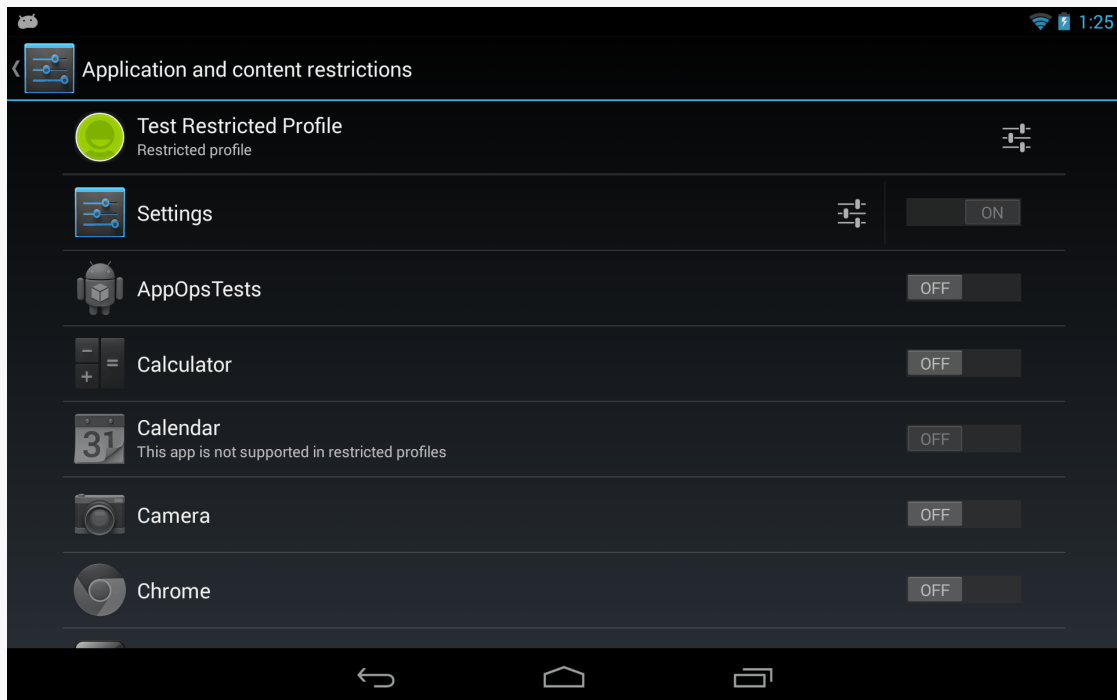 1:25
Application and content restrictions
Test Restricted Profile
Restricted profile
Settings
ON
AppOpsTests
OFF
Calculator
OFF
31
Calendar
This app is not supported in restricted profiles
OFF
Camera
OFF
Chrome
OFF